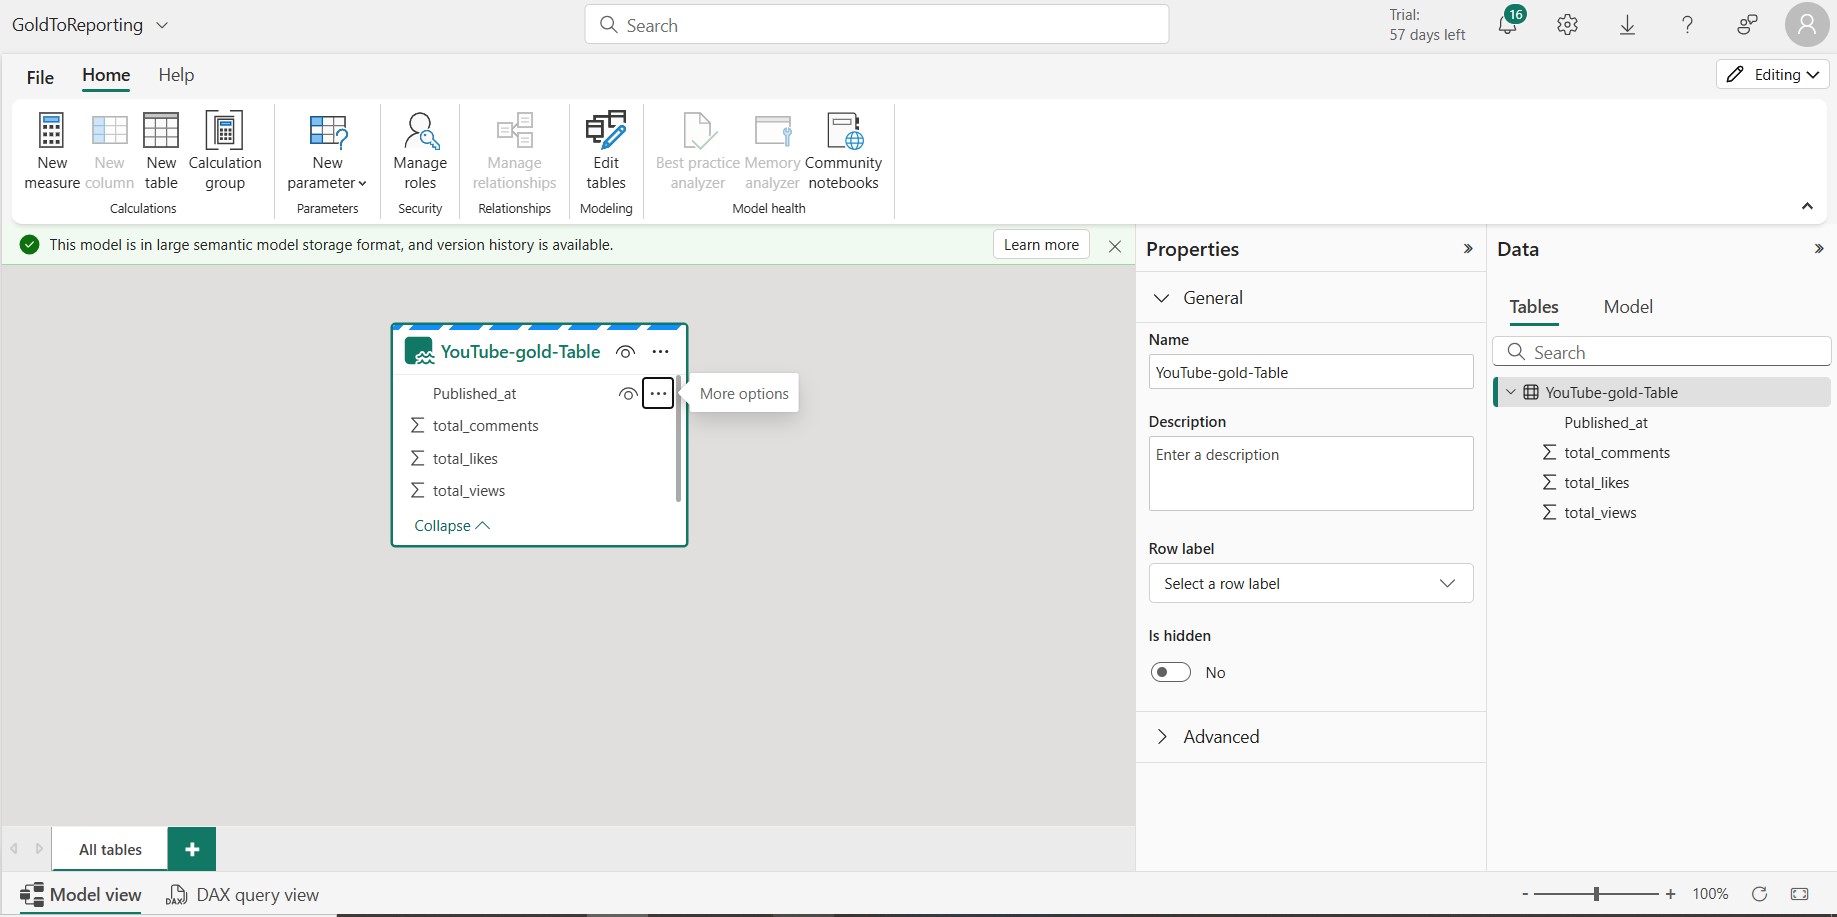 GoldToReporting
Search
Trial:
57 days left
16
File
Home
Help
Editing
New
measure
New
column
New
table
Calculation
group
Calculations
New
parameter
Parameters
Manage
roles
Security
Manage
relationships
Relationships
Edit
tables
Modeling
Best practice
analyzer
Memory
analyzer
Community
notebooks
Model health
This model is in large semantic model storage format, and version history is available.
Learn more
YouTube-gold-Table
Published_at
More options
total_comments
total_likes
total_views
Collapse
Properties
General
Name
YouTube-gold-Table
Description
Enter a description
Row label
Select a row label
Is hidden
No
Advanced
Data
Tables
Model
Search
YouTube-gold-Table
Published_at
total_comments
total_likes
total_views
All tables
Model view
DAX
DAX query view
100%